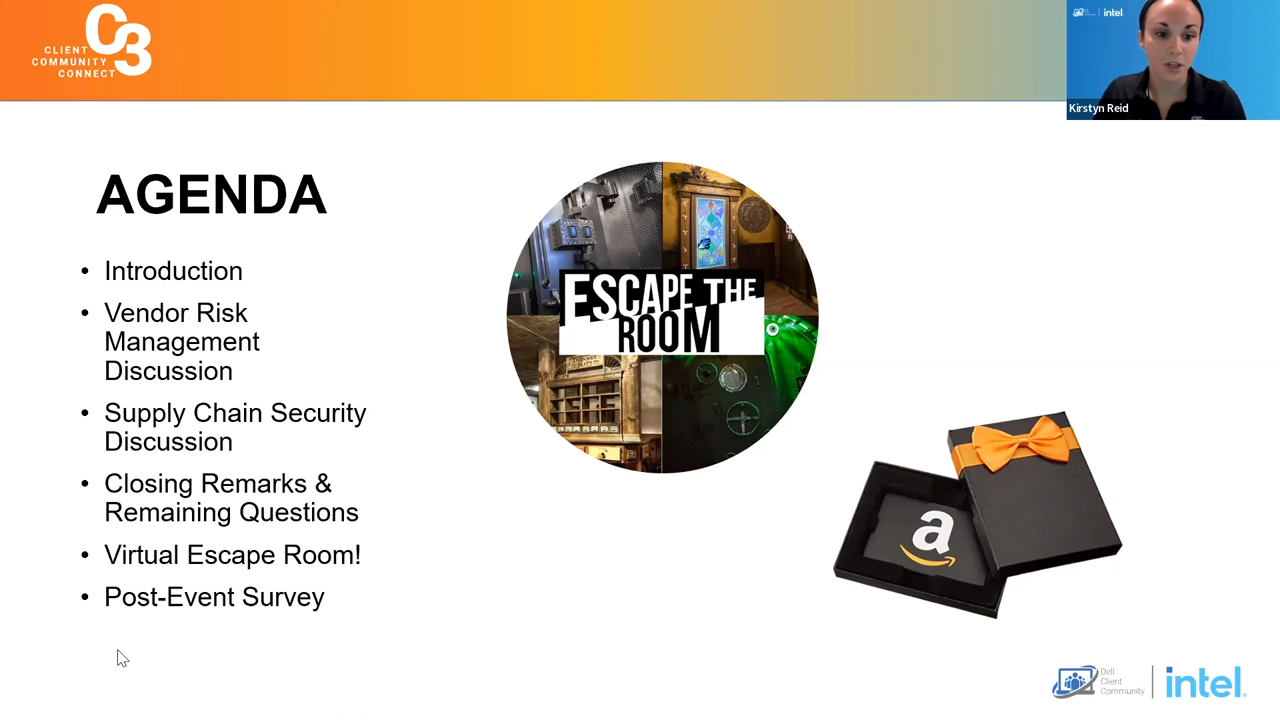 C3
CLIENT
COMMUNITY
CONNECT
intel
Kirstyn Reid
AGENDA
• Introduction
• Vendor Risk
Management
Discussion
• Supply Chain Security
Discussion
• Closing Remarks &
Remaining Questions
• Virtual Escape Room!
• Post-Event Survey
ESCAPE THE
ROOM
a
Dell
Client
Community
intel